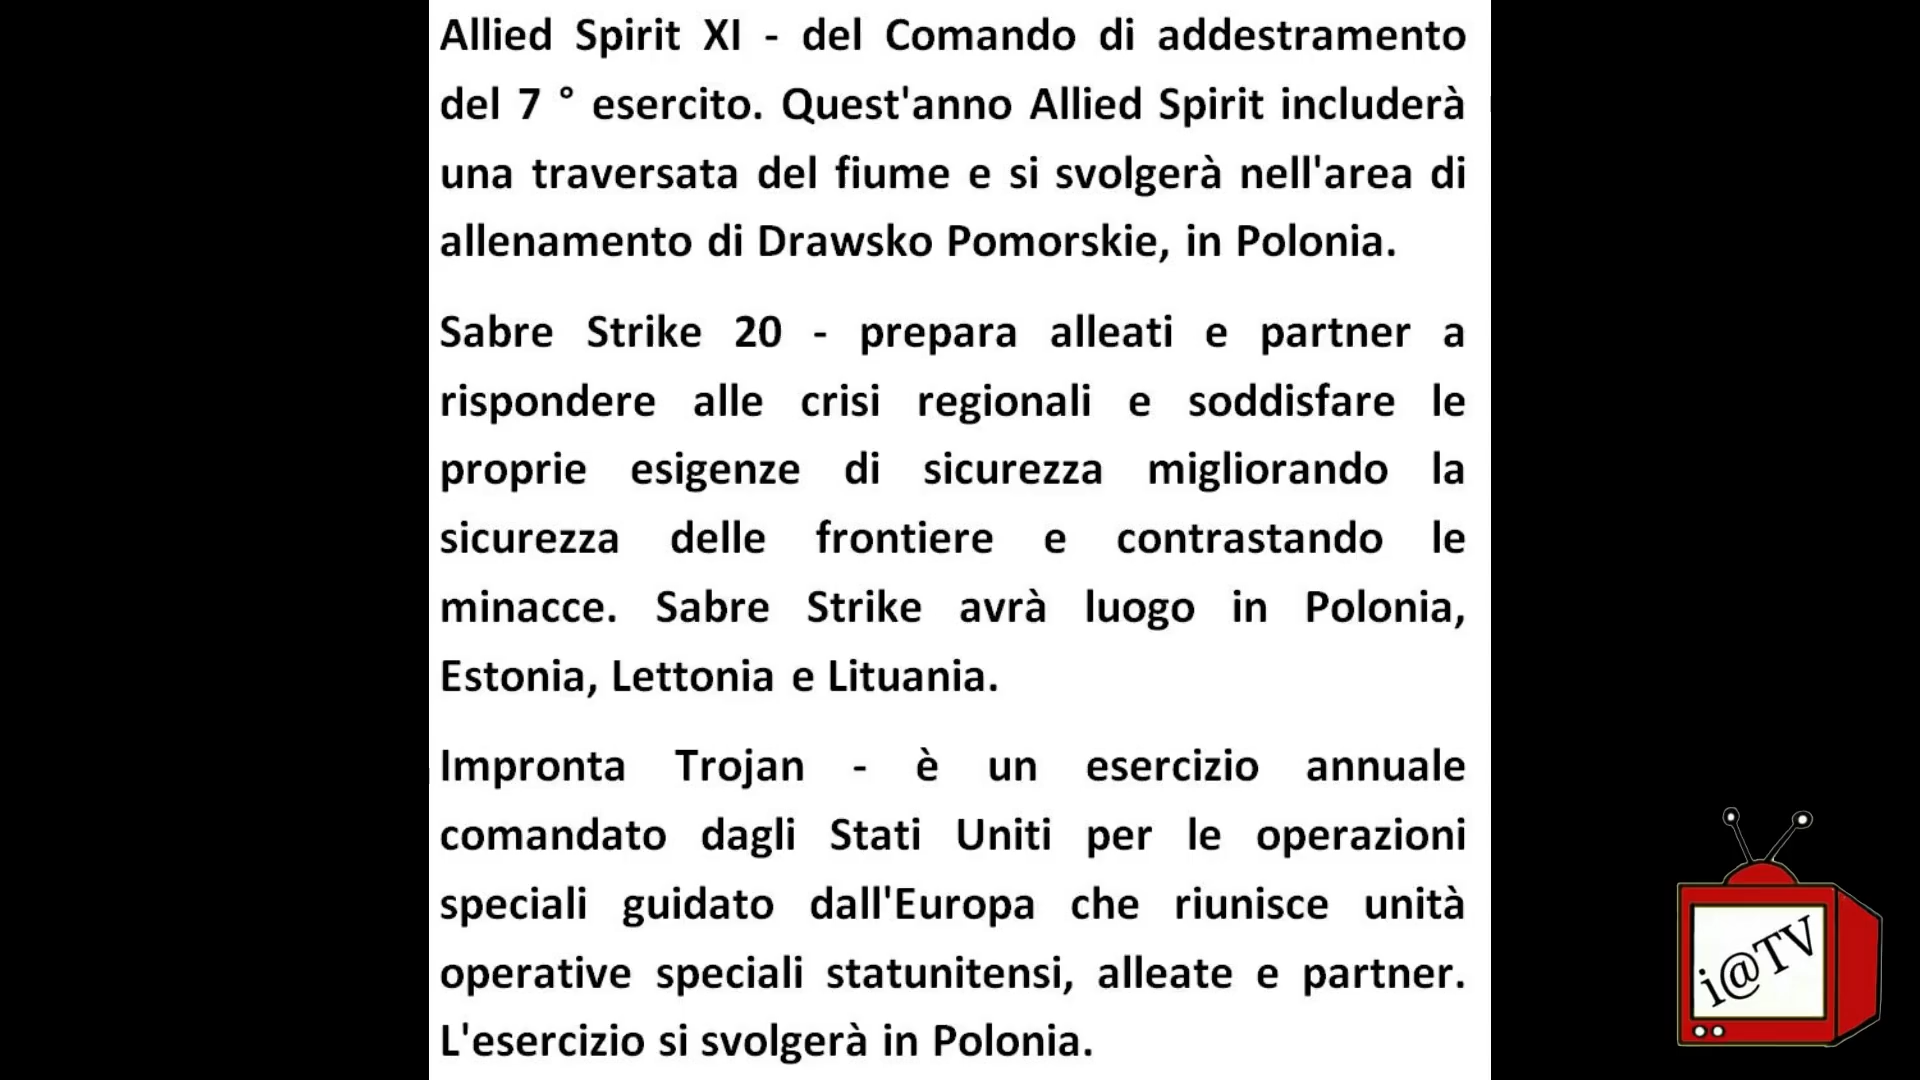 Allied Spirit XI - del Comando di addestramento
del 7 ° esercito. Quest'anno Allied Spirit includerà
una traversata del fiume e si svolgerà nell'area di
allenamento di Drawsko Pomorskie, in Polonia.
Sabre Strike 20 - prepara alleati e partner a
rispondere alle crisi regionali e soddisfare le
proprie esigenze di sicurezza migliorando la
sicurezza delle frontiere e contrastando le
minacce. Sabre Strike avrà luogo in Polonia,
Estonia, Lettonia e Lituania.
Impronta Trojan - è un esercizio annuale
comandato dagli Stati Uniti per le operazioni
speciali guidato dall'Europa che riunisce unità
operative speciali statunitensi, alleate e partner.
L'esercizio si svolgerà in Polonia.
i@TV